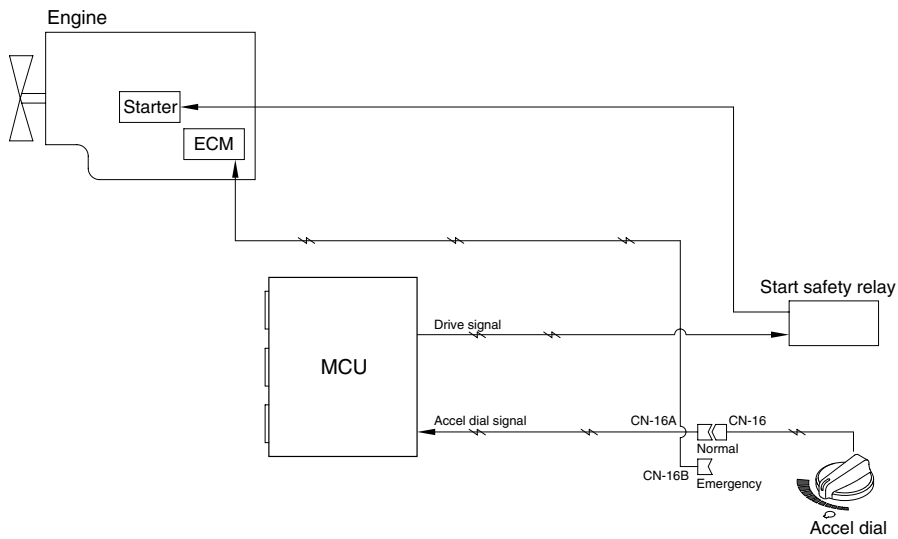 Engine
Starter
ECM
Start safety relay
Drive signal
MCU
Accel dial signal
CN-16A
CN-16
Normal
CN-16B
Emergency
Accel dial